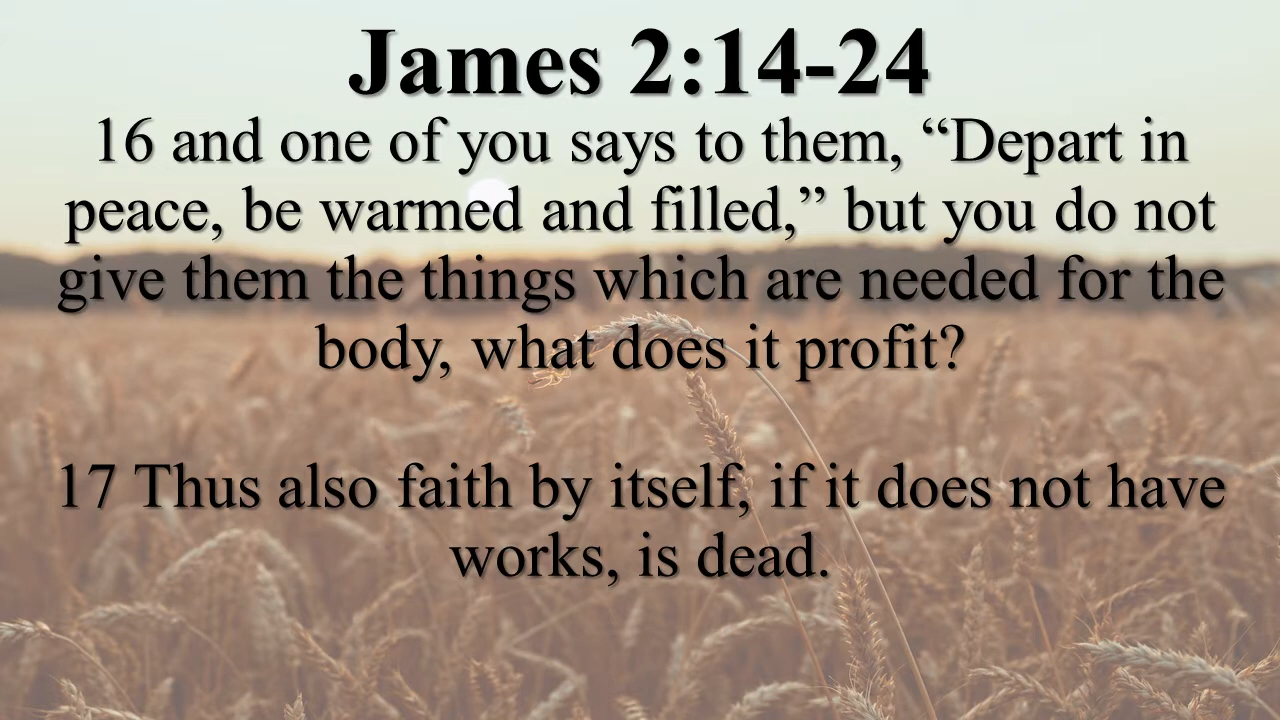 James 2:14-24
16 and one of you says to them, “Depart in
peace, be warmed and filled,” but you do not
give them the things which are needed for the
body, what does it profit?
17 Thus also faith by itself, if it does not have
works, is dead.